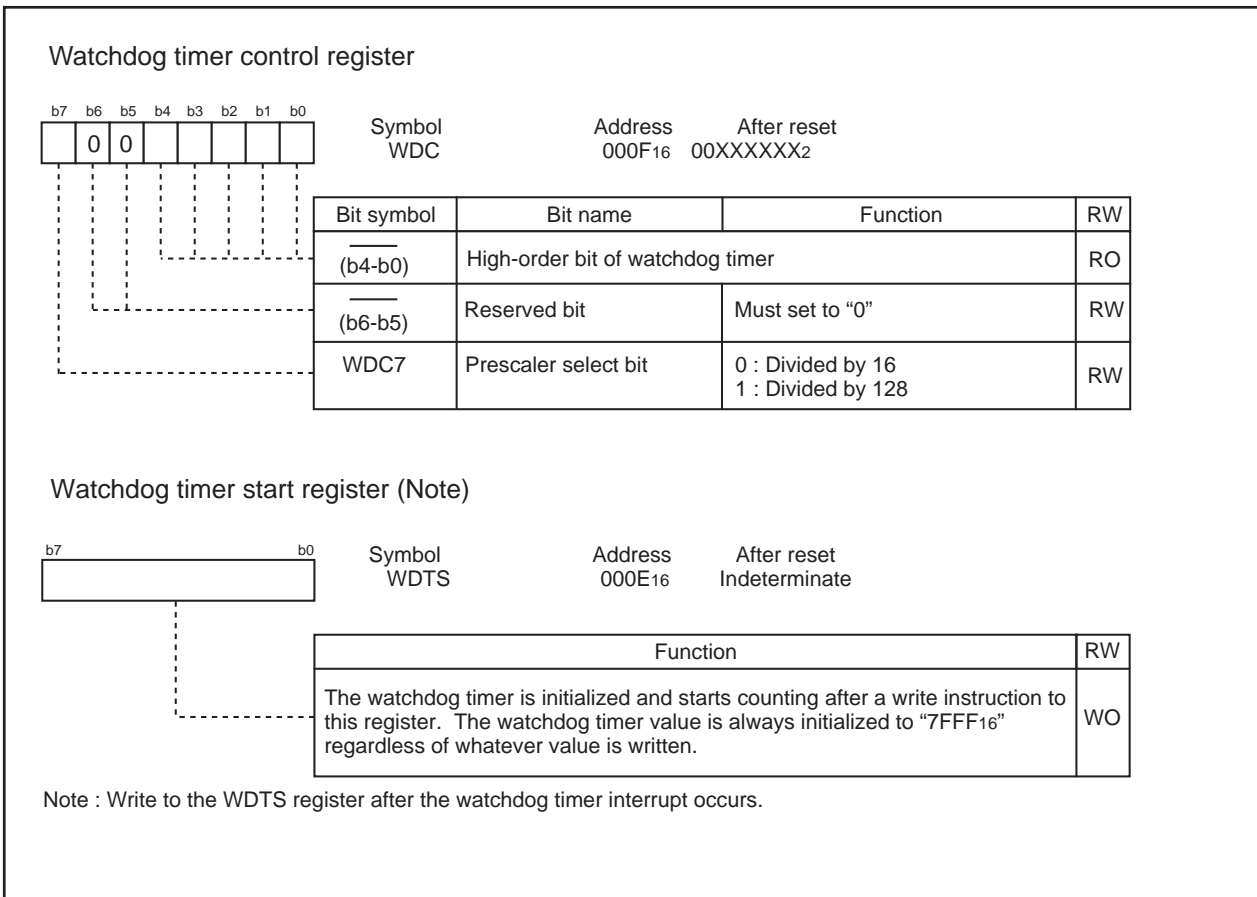 Watchdog timer control register
b7 b6 b5 b4 b3 b2 b1 b0
0 0
Symbol Address After reset
WDC 000F16 00XXXXXX2
Bit symbol Bit name Function RW
(b4-b0) High-order bit of watchdog timer RO
(b6-b5) Reserved bit Must set to “0” RW
WDC7 Prescaler select bit 0 : Divided by 16
1 : Divided by 128 RW
Watchdog timer start register (Note)
b7 b0
Symbol Address After reset
WDTS 000E16 Indeterminate
Function RW
The watchdog timer is initialized and starts counting after a write instruction to
this register. The watchdog timer value is always initialized to “7FFF16”
regardless of whatever value is written.
WO
Note : Write to the WDTS register after the watchdog timer interrupt occurs.